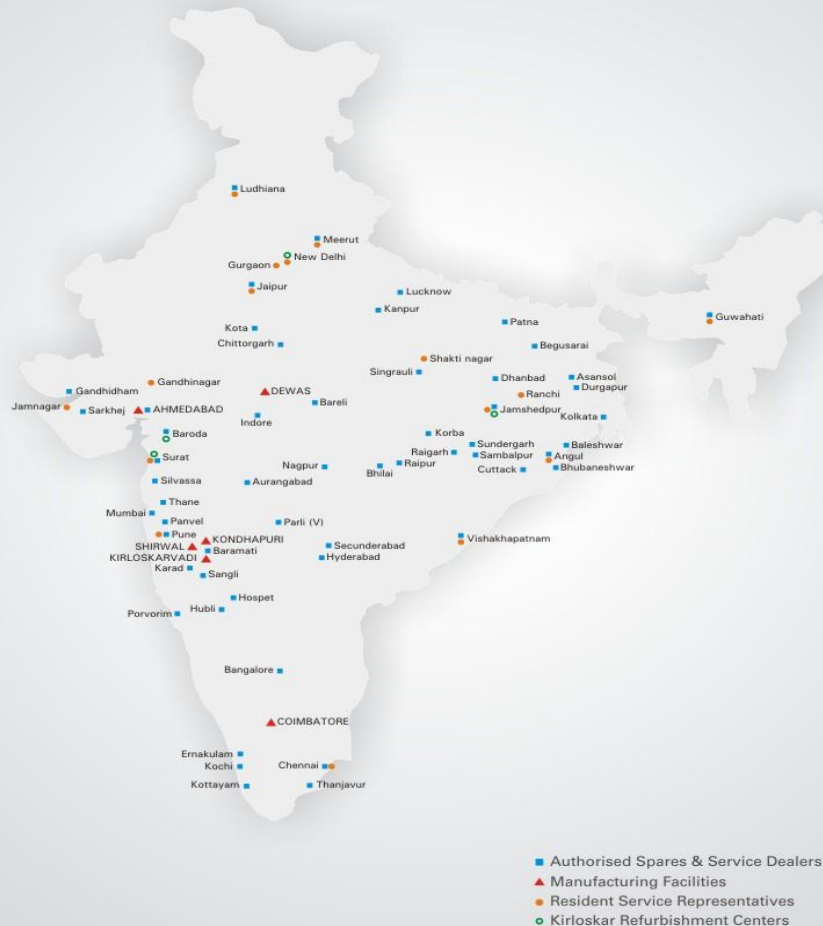 Ludhiana
Meerut
New Delhi
Gurgaon
Jaipur
Lucknow
Kanpur
Guwahati
Patna
Kota
Chittorgarh
Begusarai
Shakti nagar
Singrauli
Gandhinagar
Dhanbad
Asansol
Durgapur
Gandhidham
DEWAS
Ranchi
Bareli
Jamnagar
Sarkhej
AHMEDABAD
Jamshedpur
Indore
Kolkata
Baroda
Korba
Sundergarh
Baleshwar
Raigarh
Sambalpur
Angul
Surat
Nagpur
Raipur
Bhilai
Cuttack
Bhubaneshwar
Silvassa
Aurangabad
Thane
Mumbai
Panvel
Parli (V)
Pune
KONDHAPURI
Vishakhapatnam
SHIRWAL
Baramati
Secunderabad
KIRLOSKARVADI
Hyderabad
Karad
Sangli
Hospet
Hubli
Porvorim
Bangalore
COIMBATORE
Ernakulam
Kochi
Chennai
Kottayam
Thanjavur
Authorised Spares & Service Dealers
Manufacturing Facilities
Resident Service Representatives
Kirloskar Refurbishment Centers